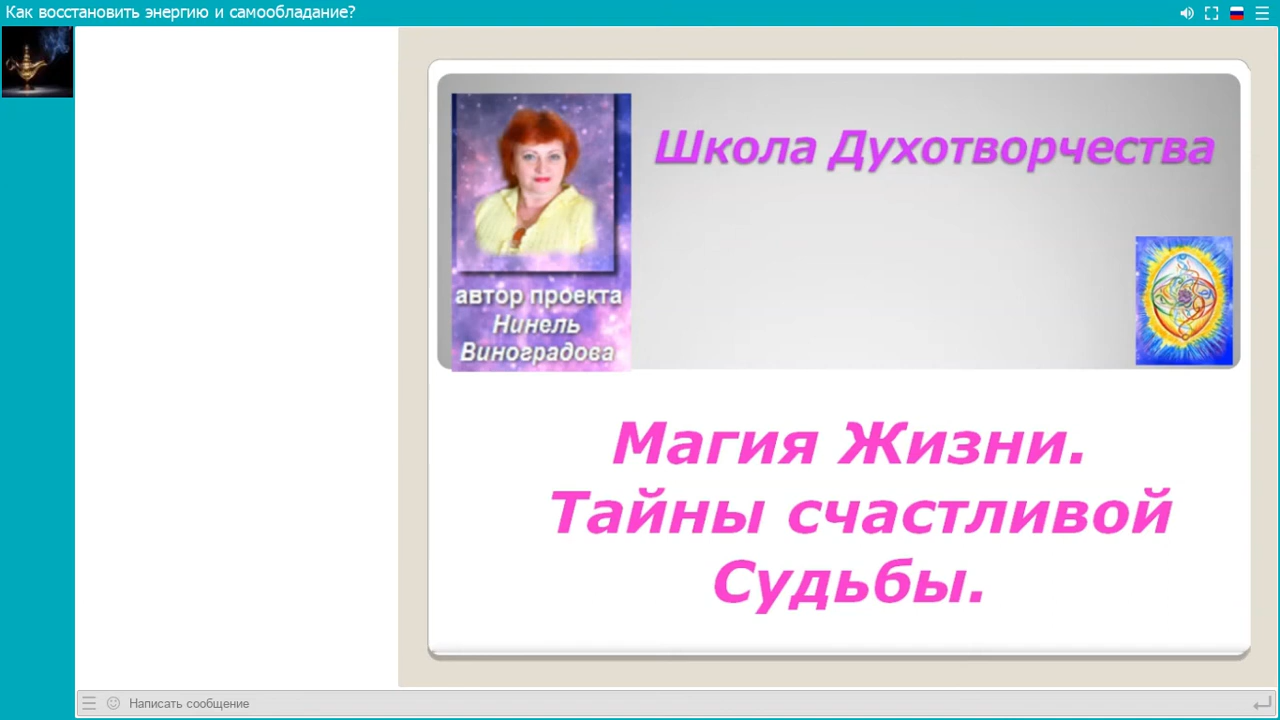 Как восстановить энергию и самообладание?
Школа Духотворчества
автор проекта
Нинель
Виноградова
Магия Жизни.
Тайны счастливой
Судьбы.
Написать сообщение